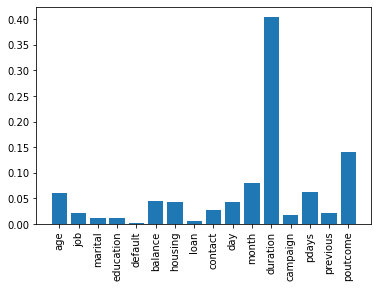 0.40
0.35
0.30
0.25
0.20
0.15
0.10
0.05
0.00
age
job
marital
education
default
balance
housing
loan
contact
day
month
duration
campaign
pdays
previous
poutcome